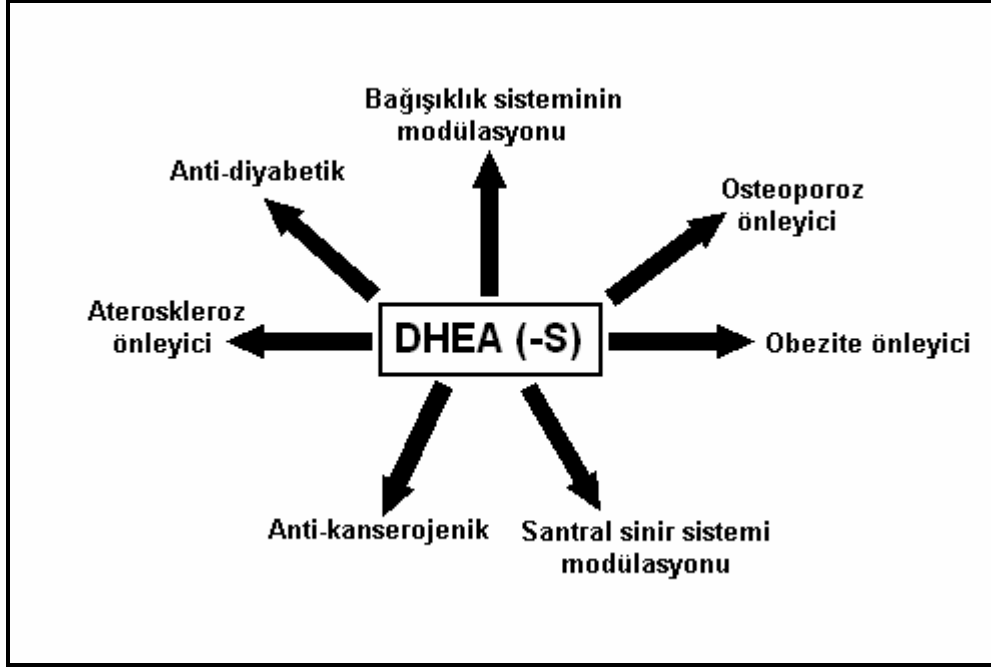 Bağışıklık sisteminin
modülasyonu
Anti-diyabetik
Osteoporoz
önleyici
Ateroskleroz
önleyici
DHEA (-S)
Obezite önleyici
Anti-kanserojenik
Santral sinir sistemi
modülasyonu